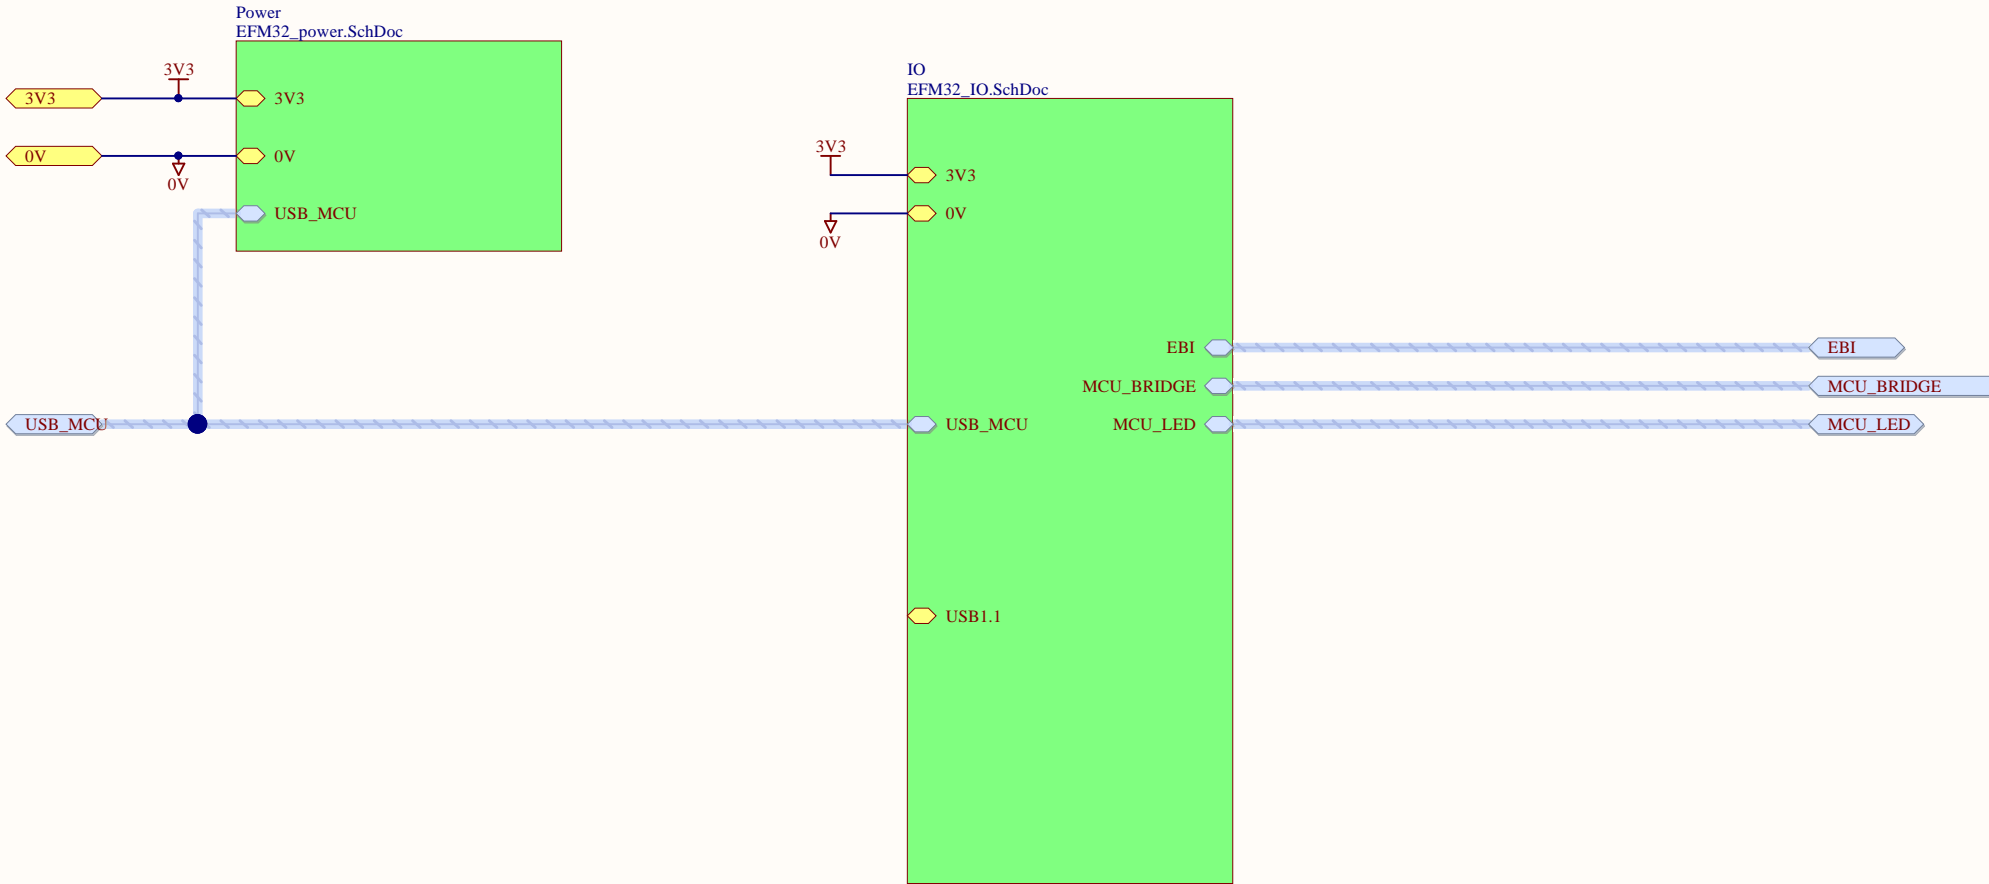 Power
EFM32_power.SchDoc
3V3
3V3
3V3
0V
0V
0V
USB_MCU
IO
EFM32_IO.SchDoc
3V3
3V3
0V
0V
EBI
EBI
MCU_BRIDGE
MCU_BRIDGE
USB_MCU
USB_MCU
MCU_LED
MCU_LED
USB1.1